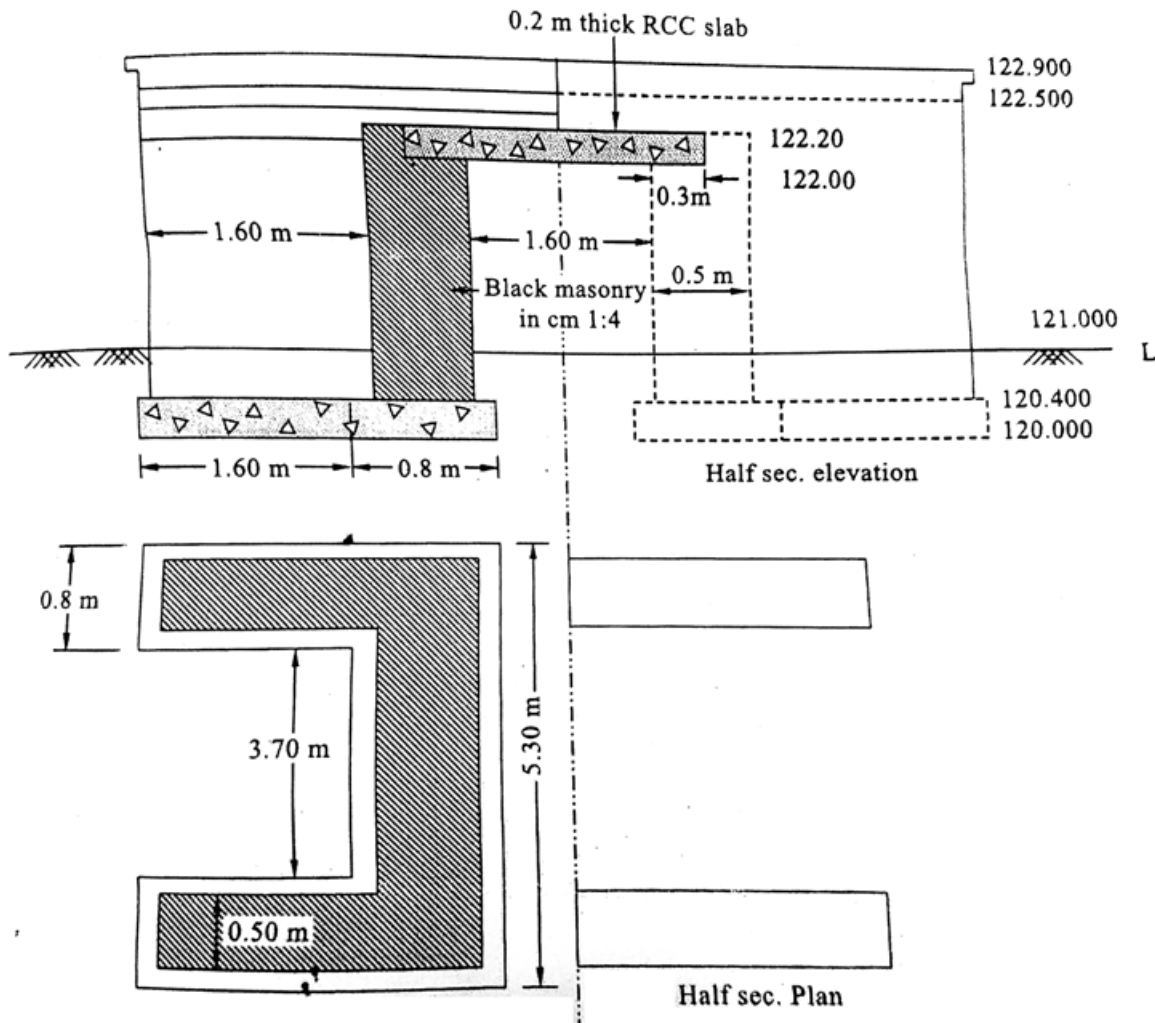 0.2 m thick RCC slab
122.900
122.500
122.20
122.00
0.3m
1.60 m
1.60 m
0.5 m
Black masonry
in cm 1:4
121.000
L
120.400
120.000
1.60 m
0.8 m
Half sec. elevation
0.8 m
3.70 m
5.30 m
0.50 m
Half sec. Plan